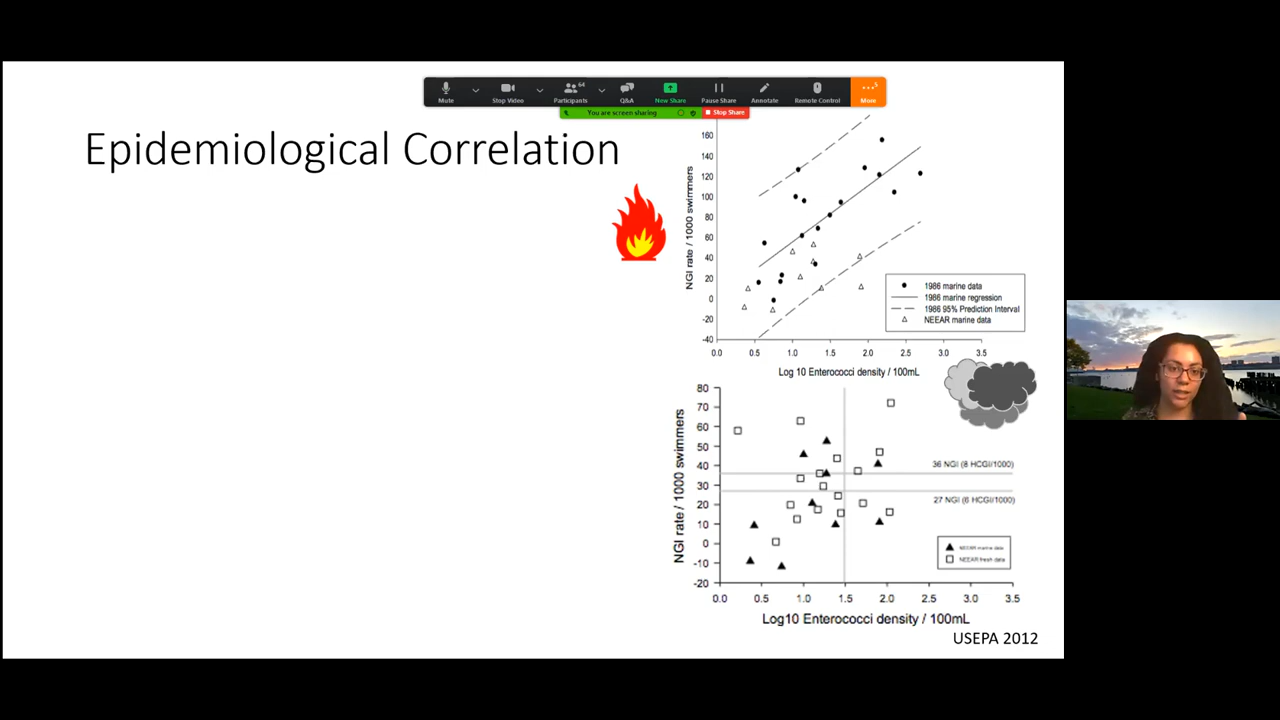 Mute
Stop Video
Participants
64
Q&A
New Share
Pause Share
Annotate
Remote Control
More
You are screen sharing
Stop Share
Epidemiological Correlation
NGI rate / 1000 swimmers
160
140
120
100
80
60
40
20
0
-20
-40
0.0 0.5 1.0 1.5 2.0 2.5 3.0 3.5
Log 10 Enterococci density / 100mL
1986 marine data
1986 marine regression
1986 95% Prediction Interval
NEEAR marine data
NGI rate / 1000 swimmers
80
70
60
50
40
30
20
10
0
-10
-20
0.0 0.5 1.0 1.5 2.0 2.5 3.0 3.5
Log10 Enterococci density / 100mL
36 NGI (8 HCGI/1000)
27 NGI (6 HCGI/1000)
NEEAR marine data
NEEAR fresh data
USEPA 2012